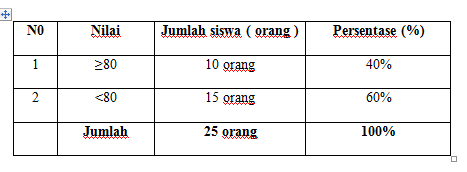 N0 Nilai Jumlah siswa ( orang ) Persentase (%)
1 ≥80 10 orang 40%
2 <80 15 orang 60%
Jumlah 25 orang 100%